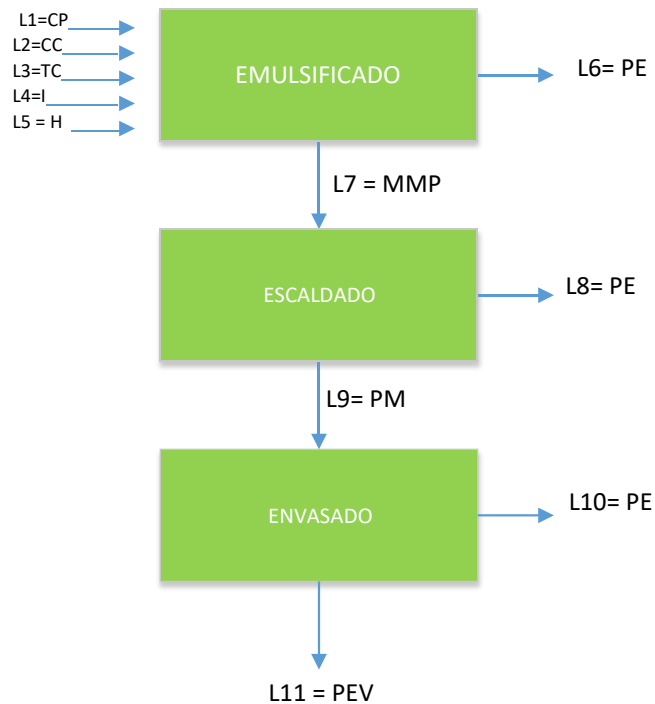 L1=CP
L2=CC
L3=TC
L4=I
L5 = H
EMULSIFICADO
L6= PE
L7 = MMP
ESCALDADO
L8= PE
L9= PM
ENVASADO
L10= PE
L11 = PEV